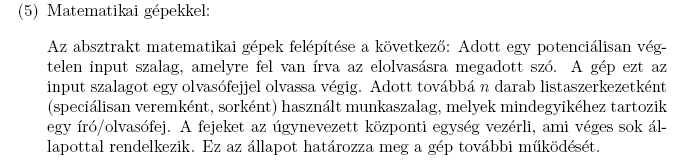 (5) Matematikai gépekkel:
Az absztrakt matematikai gépek felépítése a következő: Adott egy potenciálisan vég-
telen input szalag, amelyre fel van írva az elolvasásra megadott szó. A gép ezt az
input szalagot egy olvasófejjel olvassa végig. Adott továbbá n darab listaszerkezetként
(speciálisan veremként, sorként) használt munkaszalag, melyek mindegyikéhez tartozik
egy író/olvasófej. A fejeket az úgynevezett központi egység vezérli, ami véges sok ál-
lapottal rendelkezik. Ez az állapot határozza meg a gép további működését.